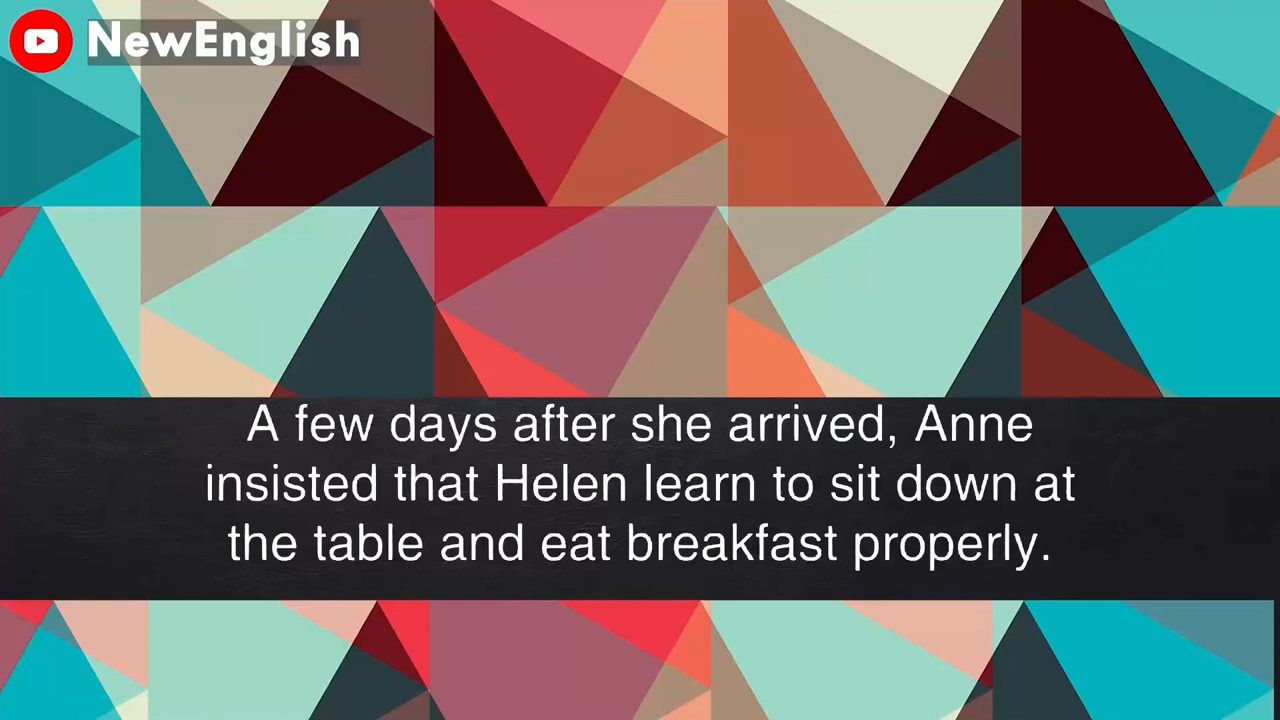 NewEnglish
A few days after she arrived, Anne
insisted that Helen learn to sit down at
the table and eat breakfast properly.